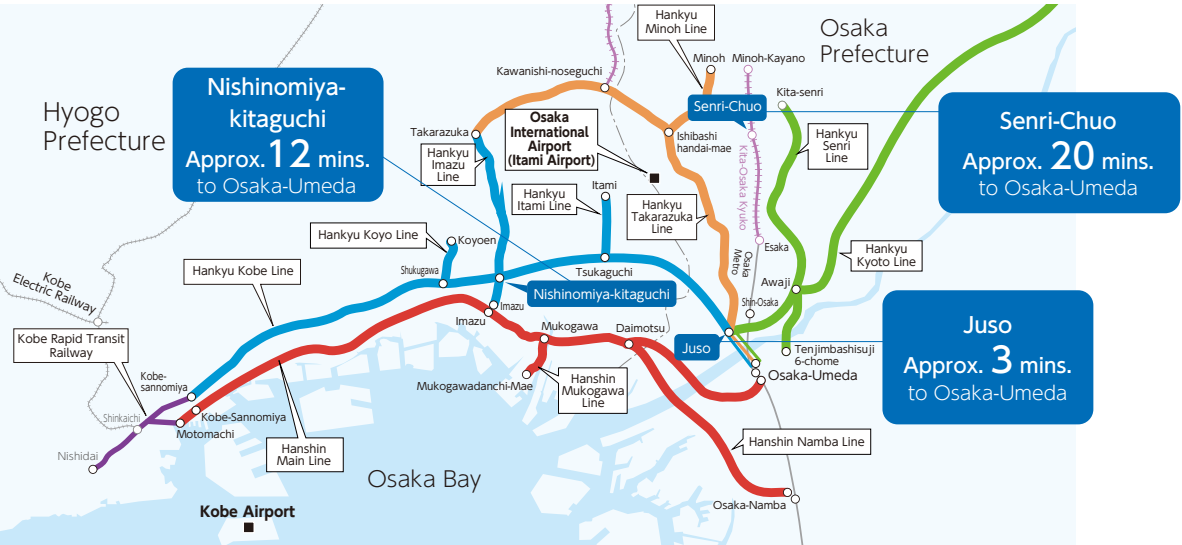 Hankyu
Minoh Line
Osaka
Prefecture
Minoh
Minoh-Kayano
Kawanishi-noseguchi
Nishinomiya-
kitaguchi
Approx. 12 mins.
to Osaka-Umeda
Hyogo
Prefecture
Senri-Chuo
Kita-senri
Senri-Chuo
Approx. 20 mins.
to Osaka-Umeda
Osaka
International
Airport
(Itami Airport)
Takarazuka
Ishibashi
handai-mae
Hankyu
Imazu
Line
Hankyu
Senri
Line
Kita-Osaka Kyuko
Itami
Hankyu
Itami Line
Hankyu
Takarazuka
Line
Hankyu Koyo Line
Koyoen
Esaka
Hankyu
Kyoto Line
Osaka
Metro
Hankyu Kobe Line
Shukugawa
Tsukaguchi
Awaji
Kobe
Electric Railway
Nishinomiya-kitaguchi
Shin-Osaka
Imazu
Imazu
Mukogawa
Daimotsu
Juso
Juso
Approx. 3 mins.
to Osaka-Umeda
Kobe Rapid Transit
Railway
Tenjimbashisuji
6-chome
Osaka-Umeda
Kobe-
sannomiya
Mukogawadanchi-Mae
Hanshin
Mukogawa
Line
Shinkaichi
Kobe-Sannomiya
Motomachi
Hanshin
Main Line
Hanshin Namba Line
Nishidai
Osaka Bay
Osaka-Namba
Kobe Airport